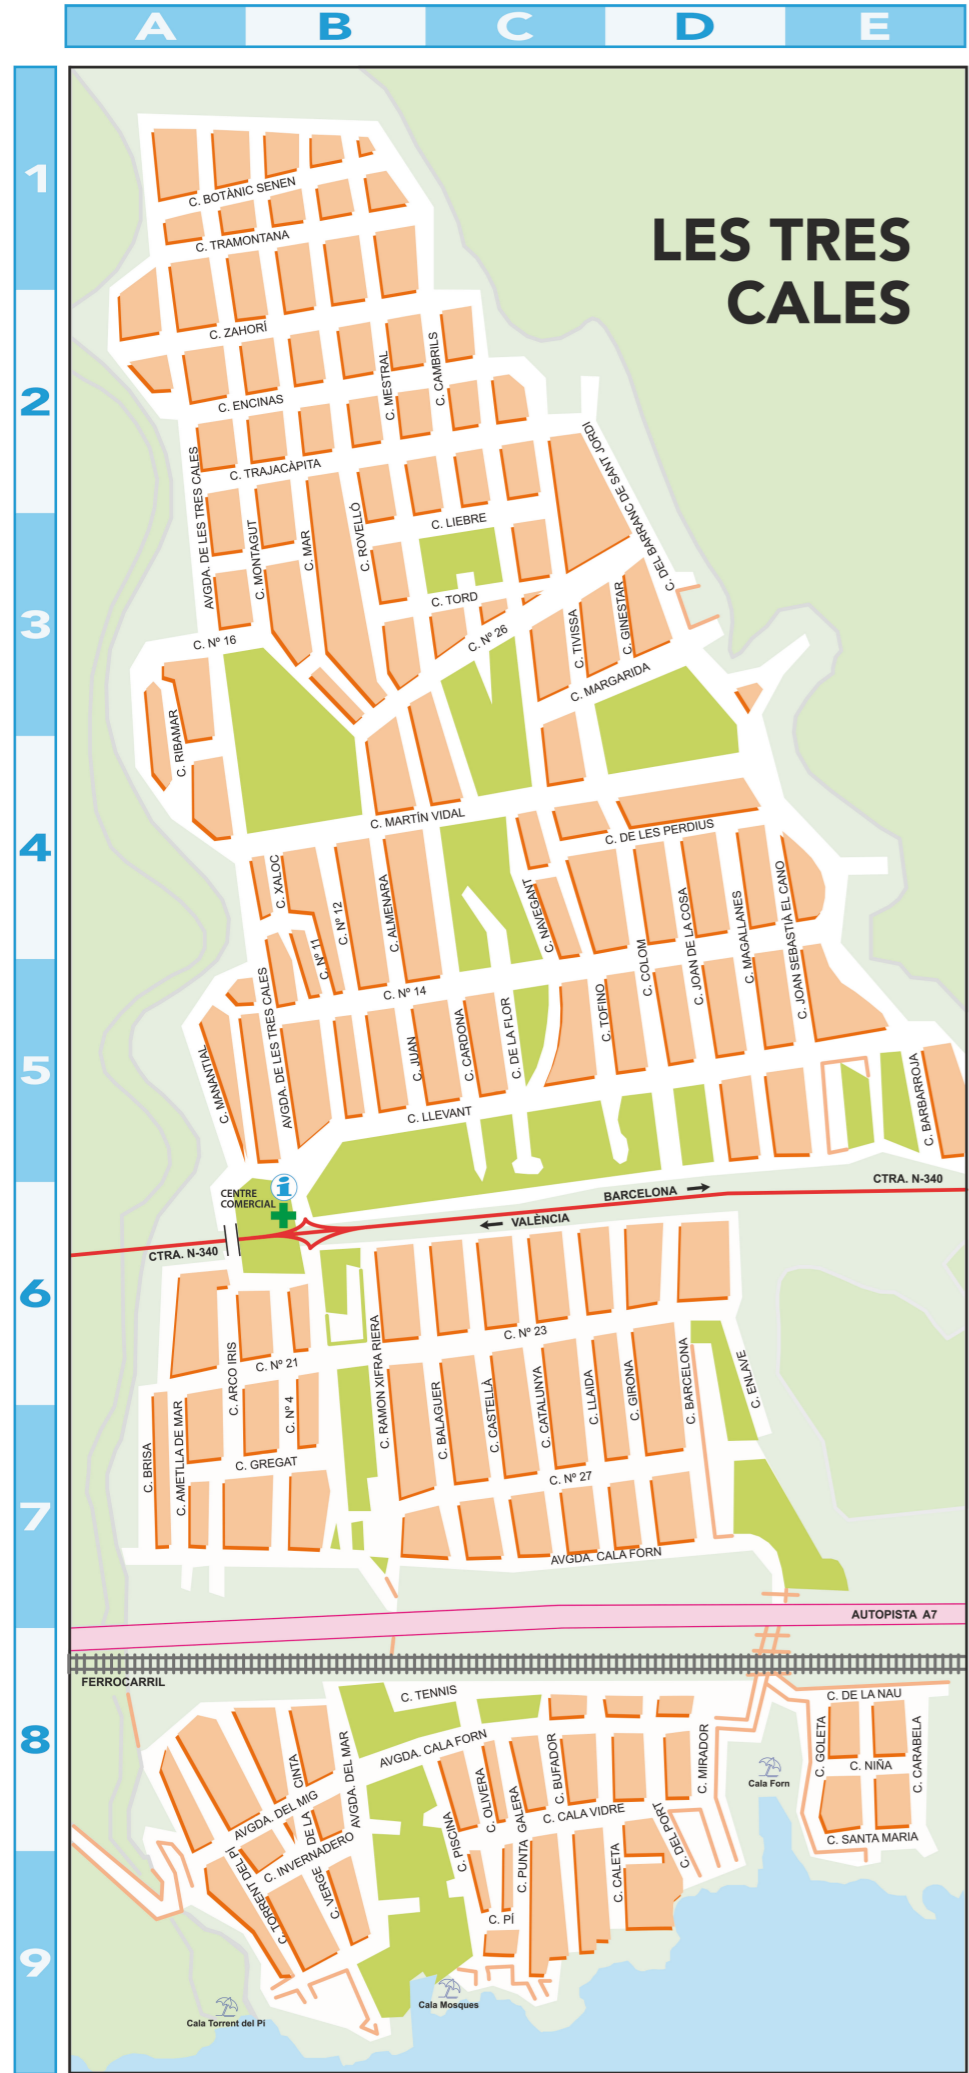 A
B
C
D
E
1
2
3
4
5
6
7
8
9
LES TRES
CALES
C. BOTÀNIC SENEN
C. TRAMONTANA
C. ZAHORÍ
C. ENCINAS
C. MESTRAL
C. CAMBRILS
C. TRAJACÀPITA
AVGDA. DE LES TRES CALES
C. MONTAGUT
C. MAR
C. ROVELLÒ
C. LIEBRE
C. DEL BARRANC DE SANT JORDI
C. TORD
C. Nº 26
C. TIVISSA
C. GINESTAR
C. MARGARIDA
C. Nº 16
C. RIBAMAR
C. MARTÍN VIDAL
C. DE LES PERDIUS
C. XALOC
C. Nº 11
C. Nº 12
C. ALMENARA
C. NAVEGANT
C. COLOM
C. JOAN DE LA COSA
C. MAGALLANES
C. JOAN SEBASTIÀ EL CANO
C. Nº 14
C. MANANTIAL
AVGDA. DE LES TRES CALES
C. JUAN
C. CARDONA
C. DE LA FLOR
C. TOFINO
C. LLEVANT
C. BARBARROJA
CENTRE
COMERCIAL
i
CTRA. N-340
BARCELONA
VALÈNCIA
CTRA. N-340
C. Nº 23
C. Nº 21
C. ARCO IRIS
C. Nº 4
C. RAMON XIFRA RIERA
C. BALAGUER
C. CASTELLÀ
C. CATALUNYA
C. LLAIDA
C. GIRONA
C. BARCELONA
C. ENLAVE
C. BRISA
C. AMETLLA DE MAR
C. GREGAT
C. Nº 27
AVGDA. CALA FORN
AUTOPISTA A7
FERROCARRIL
C. TENNIS
C. DE LA NAU
AVGDA. CALA FORN
AVGDA. DEL MAR
C. VERGE DE LA CINTA
AVGDA. DEL MIG
C. INVERNADERO
C. TORRENT DEL PI
C. PISCINA
C. OLIVERA
C. PUNTA GALERA
C. BUFADOR
C. CALA VIDRE
C. MIRADOR
C. DEL PORT
C. CALETA
C. PÍ
C. GOLETA
C. NIÑA
C. CARABELA
C. SANTA MARIA
Cala Forn
Cala Mosques
Cala Torrent del Pí